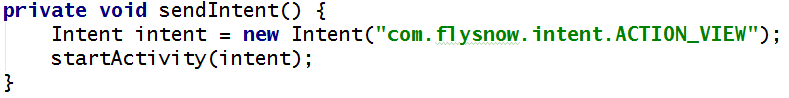 private void sendIntent() {
    Intent intent = new Intent("com.flysnow.intent.ACTION_VIEW");
    startActivity(intent);
}